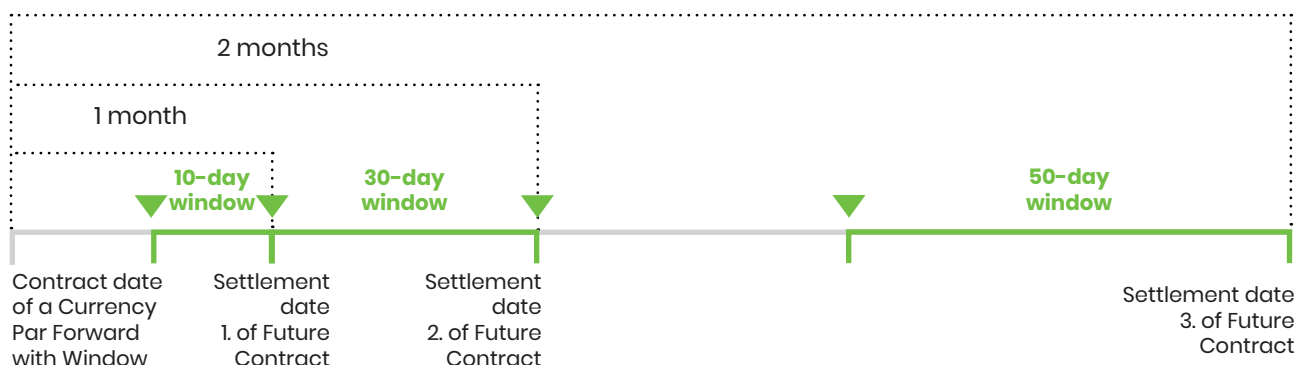 2 months
1 month
10-day
window
30-day
window
50-day
window
Contract date
of a Currency
Par Forward
with Window
Settlement
date
1. of Future
Contract
Settlement
date
2. of Future
Contract
Settlement date
3. of Future
Contract